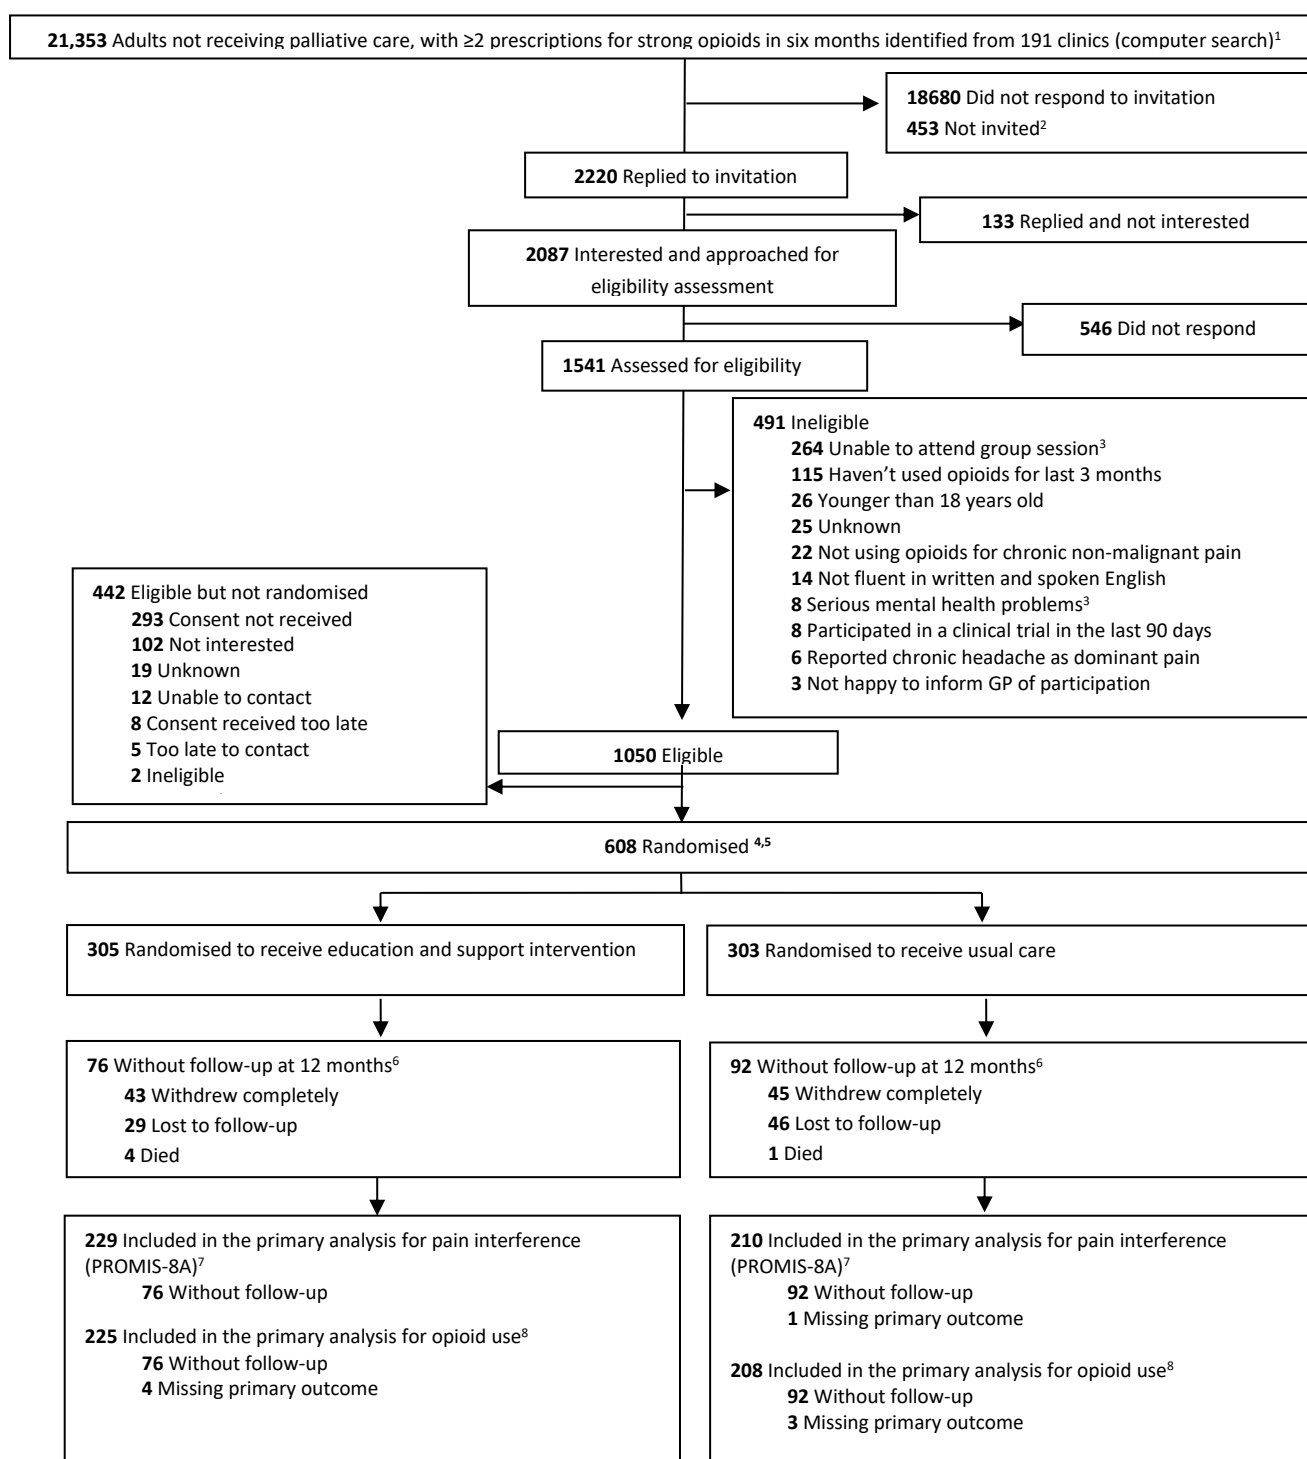 21,353 Adults not receiving palliative care, with ≥2 prescriptions for strong opioids in six months identified from 191 clinics (computer search)1
18680 Did not respond to invitation
453 Not invited2
2220 Replied to invitation
133 Replied and not interested
2087 Interested and approached for
eligibility assessment
546 Did not respond
1541 Assessed for eligibility
491 Ineligible
264 Unable to attend group session3
115 Haven’t used opioids for last 3 months
26 Younger than 18 years old
25 Unknown
22 Not using opioids for chronic non-malignant pain
14 Not fluent in written and spoken English
8 Serious mental health problems3
8 Participated in a clinical trial in the last 90 days
6 Reported chronic headache as dominant pain
3 Not happy to inform GP of participation
442 Eligible but not randomised
293 Consent not received
102 Not interested
19 Unknown
12 Unable to contact
8 Consent received too late
5 Too late to contact
2 Ineligible
1050 Eligible
608 Randomised 4,5
305 Randomised to receive education and support intervention
303 Randomised to receive usual care
76 Without follow-up at 12 months6
43 Withdrew completely
29 Lost to follow-up
4 Died
92 Without follow-up at 12 months6
45 Withdrew completely
46 Lost to follow-up
1 Died
229 Included in the primary analysis for pain interference
(PROMIS-8A)7
76 Without follow-up
225 Included in the primary analysis for opioid use8
76 Without follow-up
4 Missing primary outcome
210 Included in the primary analysis for pain interference
(PROMIS-8A)7
92 Without follow-up
1 Missing primary outcome
208 Included in the primary analysis for opioid use8
92 Without follow-up
3 Missing primary outcome